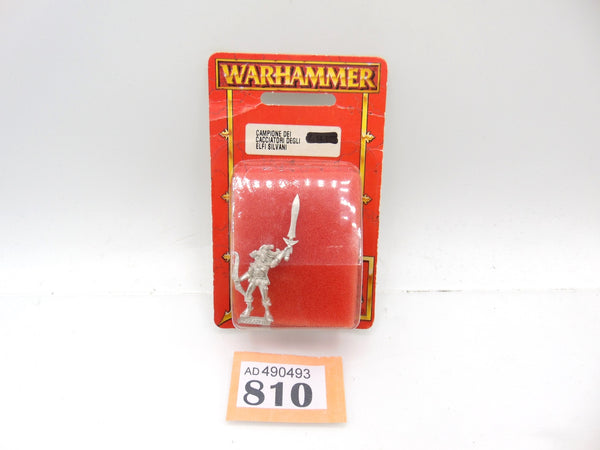 WARHAMMER
CAMPIONE DEI
CACCIATORI DEGLI
ELFI SILVANI
AD 490493
810